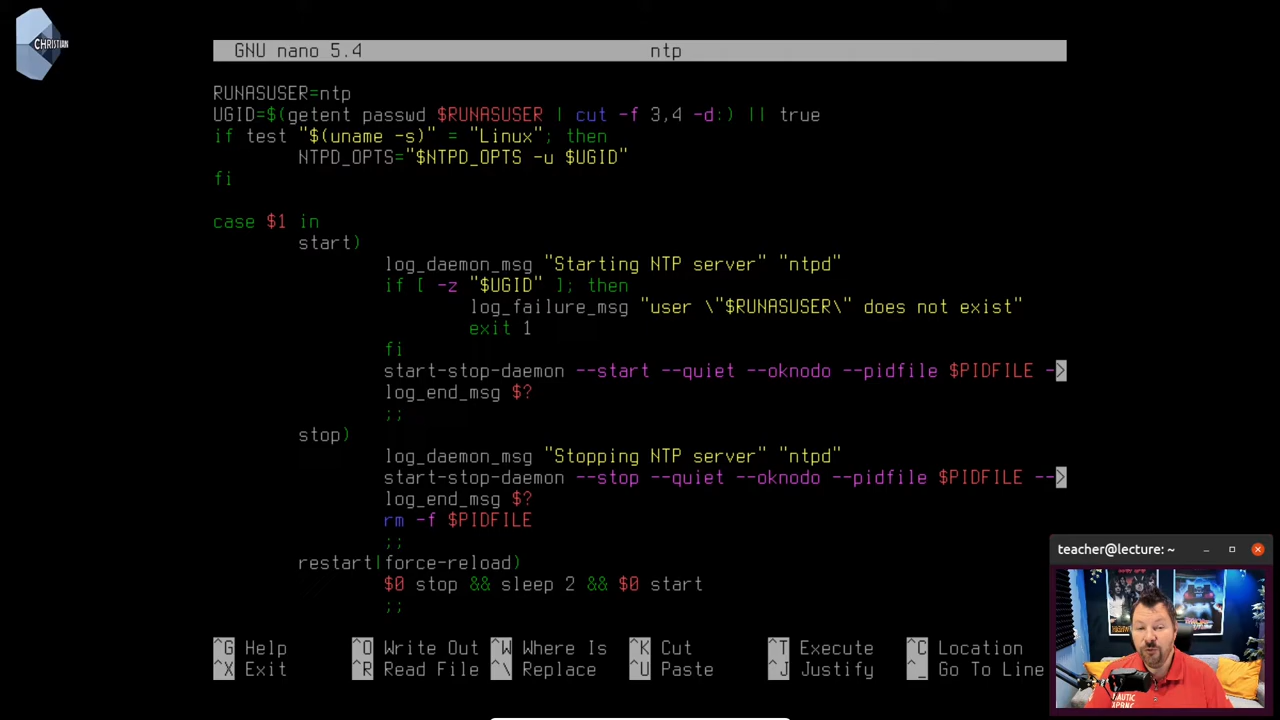 CHRISTIAN
GNU nano 5.4 ntp
RUNASUSER=ntp
UGID=$(getent passwd $RUNASUSER | cut -f 3,4 -d:) || true
if test "$(uname -s)" = "Linux"; then
NTPD_OPTS="$NTPD_OPTS -u $UGID"
fi
case $1 in
start)
log_daemon_msg "Starting NTP server" "ntpd"
if [ -z "$UGID" ]; then
log_failure_msg "user \"$RUNASUSER\" does not exist"
exit 1
fi
start-stop-daemon --start --quiet --oknodo --pidfile $PIDFILE ->
log_end_msg $?
;;
stop)
log_daemon_msg "Stopping NTP server" "ntpd"
start-stop-daemon --stop --quiet --oknodo --pidfile $PIDFILE -->
log_end_msg $?
rm -f $PIDFILE
;;
restart|force-reload)
$0 stop && sleep 2 && $0 start
;;
teacher@lecture: ~
^G Help ^O Write Out ^W Where Is ^K Cut ^T Execute ^C Location
^X Exit ^R Read File ^\ Replace ^U Paste ^J Justify ^_ Go To Line